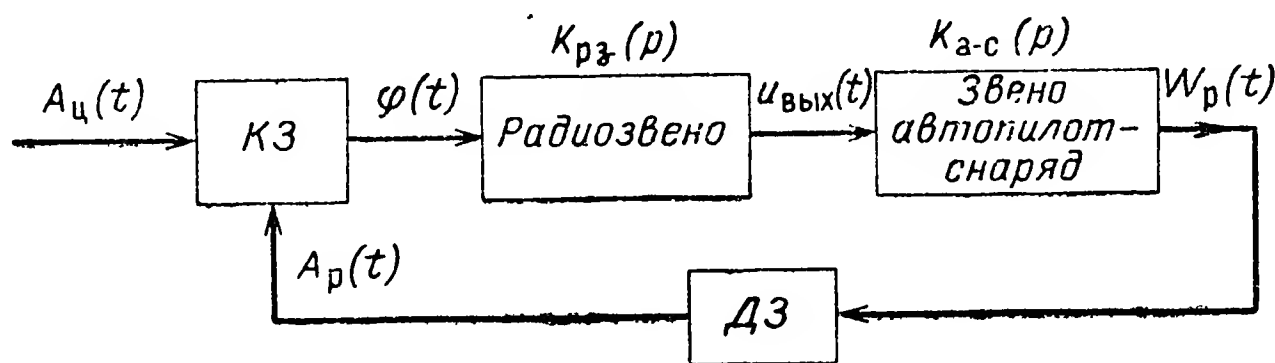 K_рз(p)
K_а-с(p)
A_ц(t)
φ(t)
u_вых(t)
W_р(t)
КЗ
Радиозвено
Звено
автопилот-
снаряд
A_р(t)
ДЗ